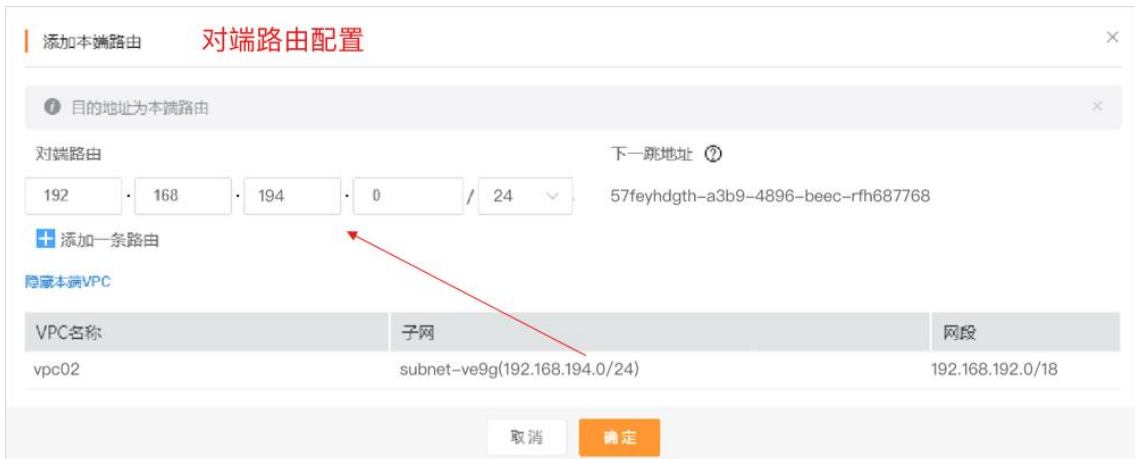 添加本端路由 对端路由配置
目的地址为本端路由
对端路由 下一跳地址
192 . 168 . 194 . 0 / 24 57feyhdgth-a3b9-4896-beec-rfh687768
添加一条路由
隐藏本端VPC
VPC名称 子网 网段
vpc02 subnet-ve9g(192.168.194.0/24) 192.168.192.0/18
取消 确定